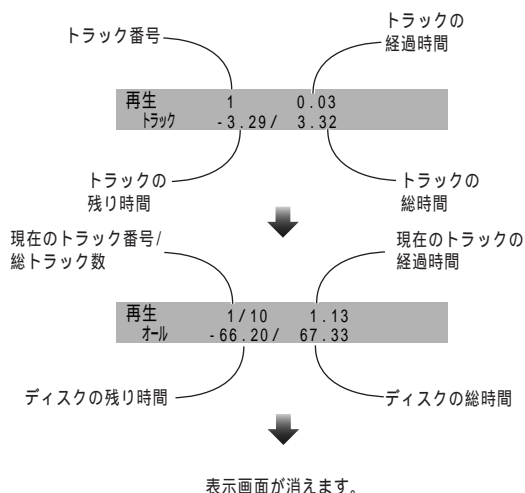 トラック番号
トラックの
経過時間
再生 1 0.03
ﾄﾗｯｸ -3.29/ 3.32
トラックの
残り時間
トラックの
総時間
現在のトラック番号/
総トラック数
現在のトラックの
経過時間
再生 1/10 1.13
ｵｰﾙ -66.20/ 67.33
ディスクの残り時間
ディスクの総時間
表示画面が消えます。